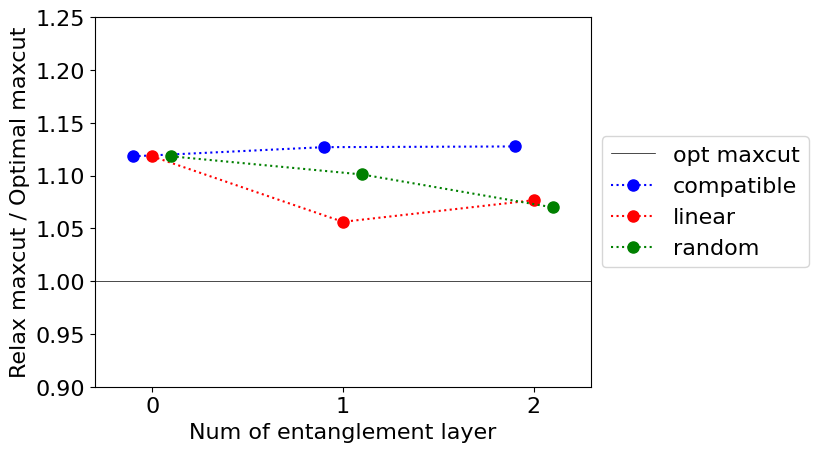 Relax maxcut / Optimal maxcut
1.25
1.20
1.15
1.10
1.05
1.00
0.95
0.90
0
1
2
Num of entanglement layer
opt maxcut
compatible
linear
random